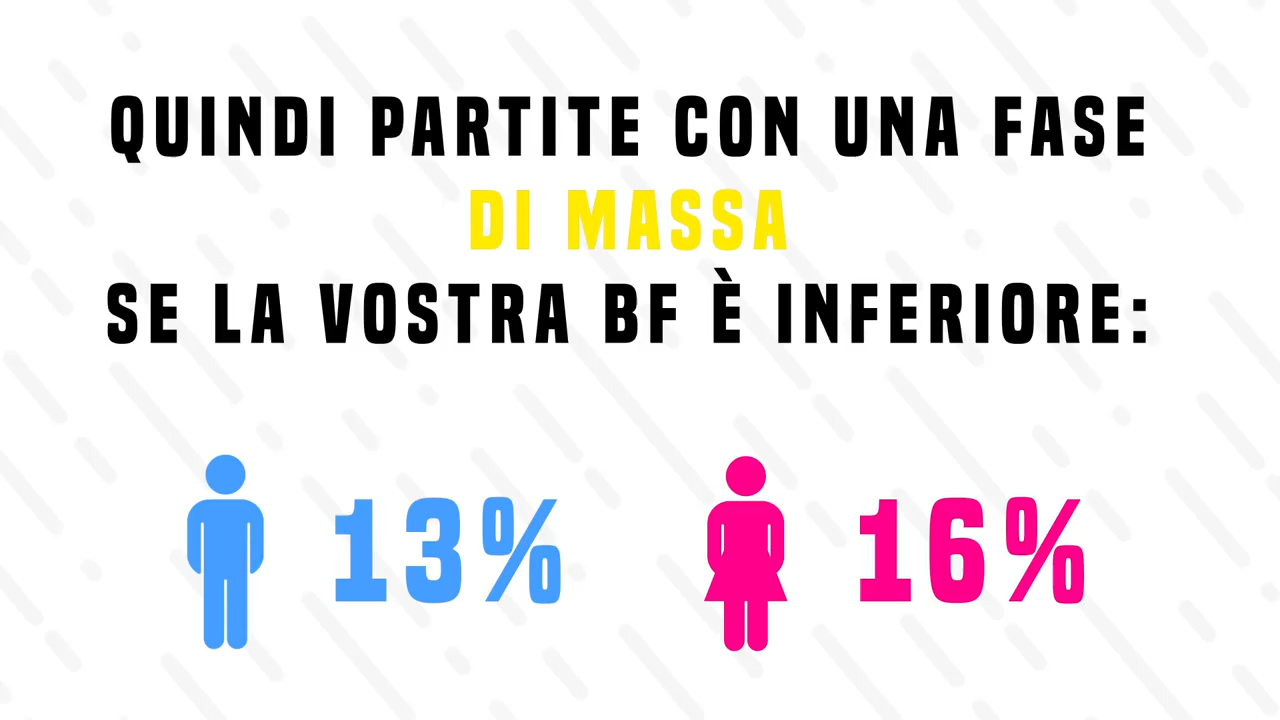 QUINDI PARTITE CON UNA FASE
DI MASSA
SE LA VOSTRA BF È INFERIORE:
13% 16%